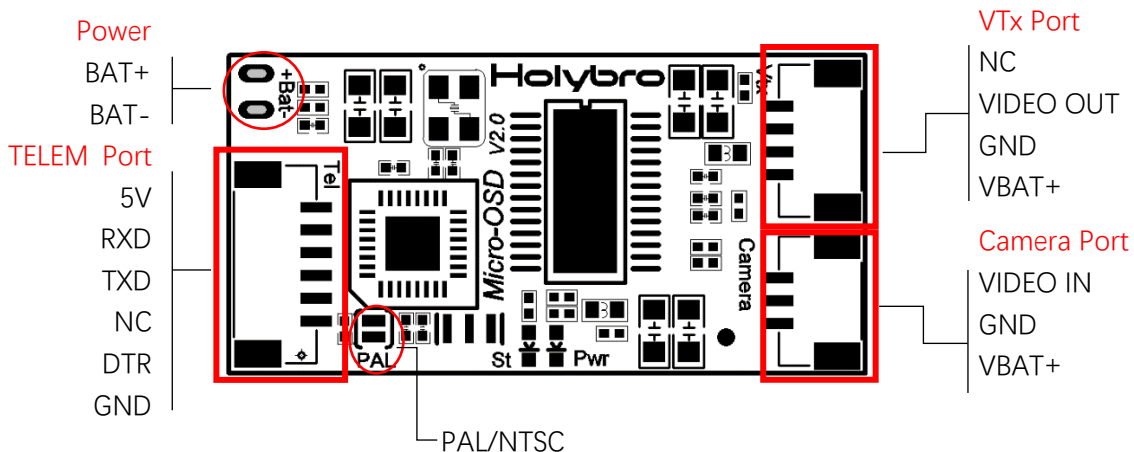 Power
BAT+
BAT-
TELEM Port
5V
RXD
TXD
NC
DTR
GND
+Bat-
Tel
Holybro
V2.0
Micro-OSD
Vtx
Camera
PAL
St
Pwr
PAL/NTSC
VTx Port
NC
VIDEO OUT
GND
VBAT+
Camera Port
VIDEO IN
GND
VBAT+